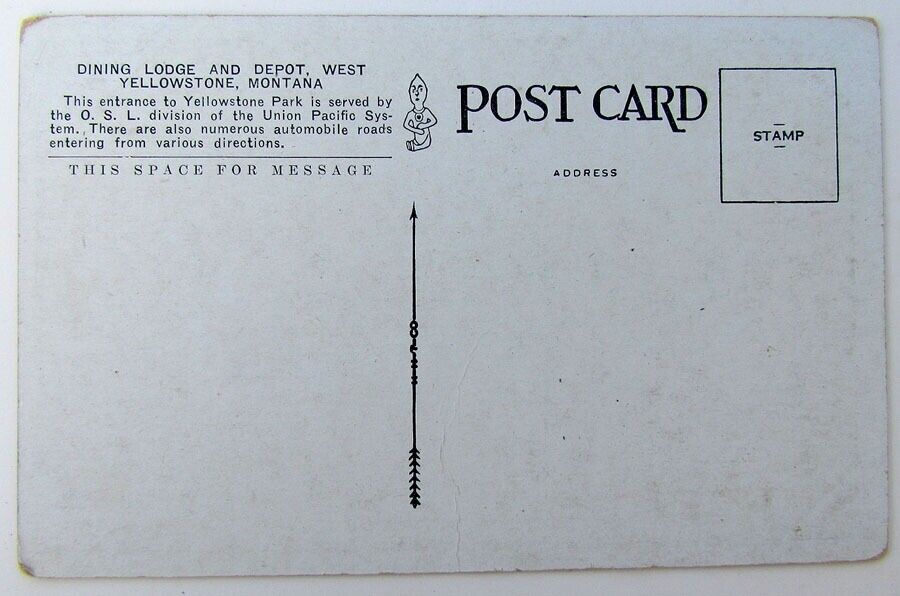 DINING LODGE AND DEPOT, WEST
YELLOWSTONE, MONTANA
This entrance to Yellowstone Park is served by
the O. S. L. division of the Union Pacific Sys-
tem. There are also numerous automobile roads
entering from various directions.
THIS SPACE FOR MESSAGE
POST CARD
ADDRESS
STAMP